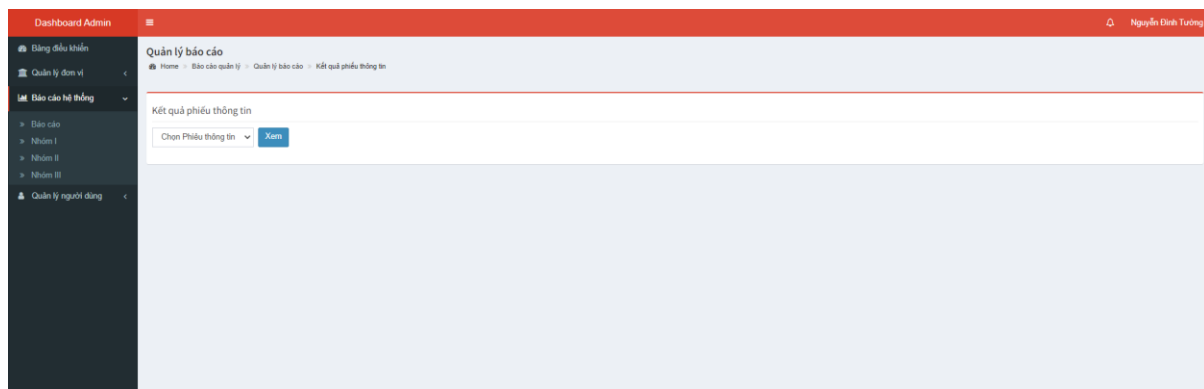 Dashboard Admin
Nguyễn Đình Tường
Bảng điều khiển
Quản lý đơn vị
Báo cáo hệ thống
Báo cáo
Nhóm I
Nhóm II
Nhóm III
Quản lý người dùng
Quản lý báo cáo
Home > Báo cáo quản lý > Quản lý báo cáo > Kết quả phiếu thông tin
Kết quả phiếu thông tin
Chọn Phiếu thông tin Xem